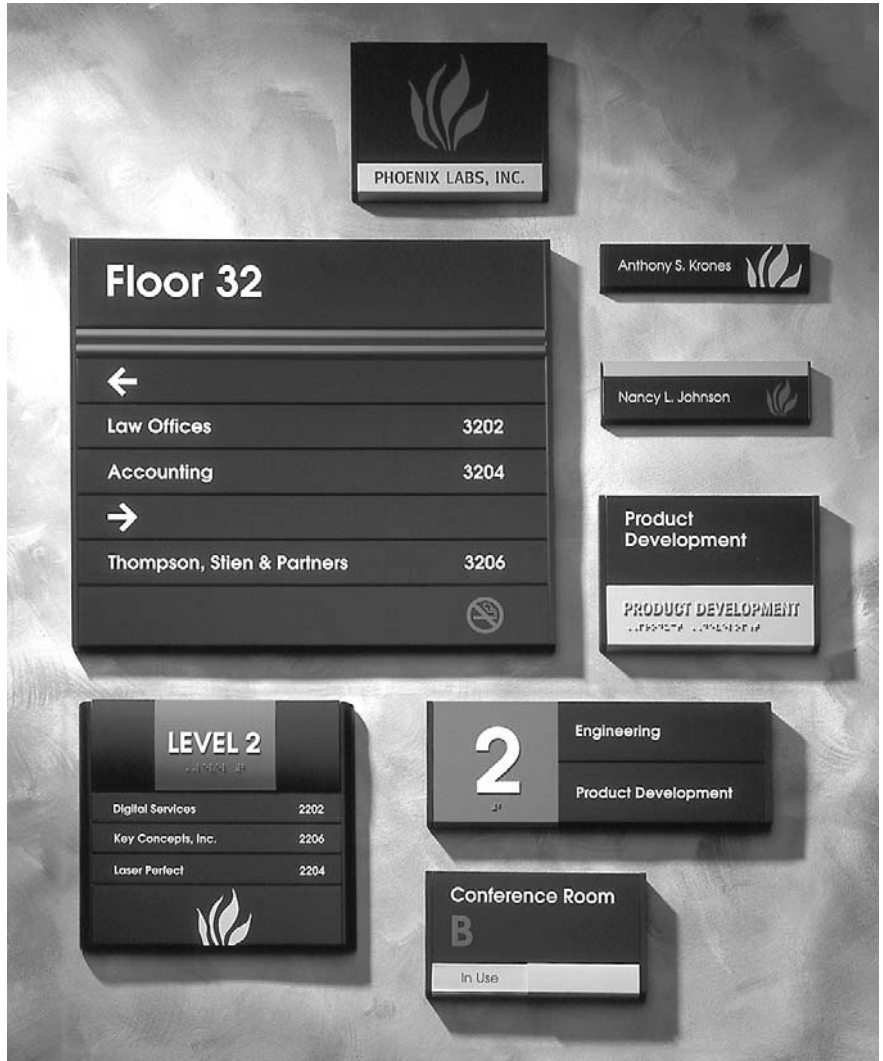 PHOENIX LABS, INC.
Floor 32
←
Law Offices 3202
Accounting 3204
→
Thompson, Stien & Partners 3206
Anthony S. Krones
Nancy L. Johnson
Product
Development
PRODUCT DEVELOPMENT
LEVEL 2
Digital Services 2202
Key Concepts, Inc. 2206
Laser Perfect 2204
2
Engineering
Product Development
Conference Room
B
In Use